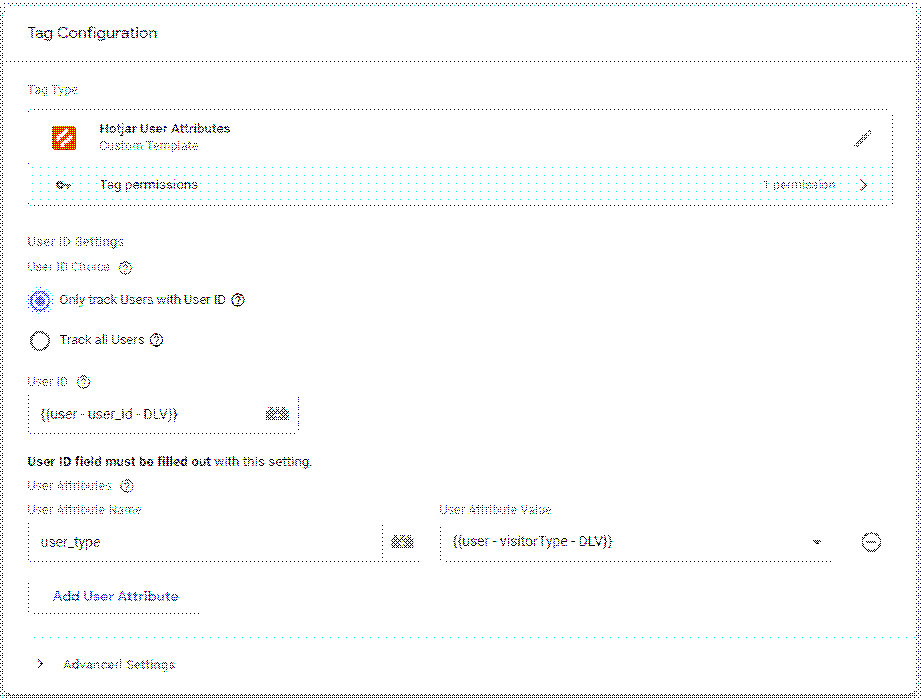 Tag Configuration
Tag Type
Hotjar User Attributes
Custom Template
Tag permissions 1 permission
User ID Settings
User ID Choice
Only track Users with User ID
Track all Users
User ID
{{user - user_id - DLV}}
User ID field must be filled out with this setting.
User Attributes
User Attribute Name User Attribute Value
user_type {{user - visitorType - DLV}}
Add User Attribute
Advanced Settings